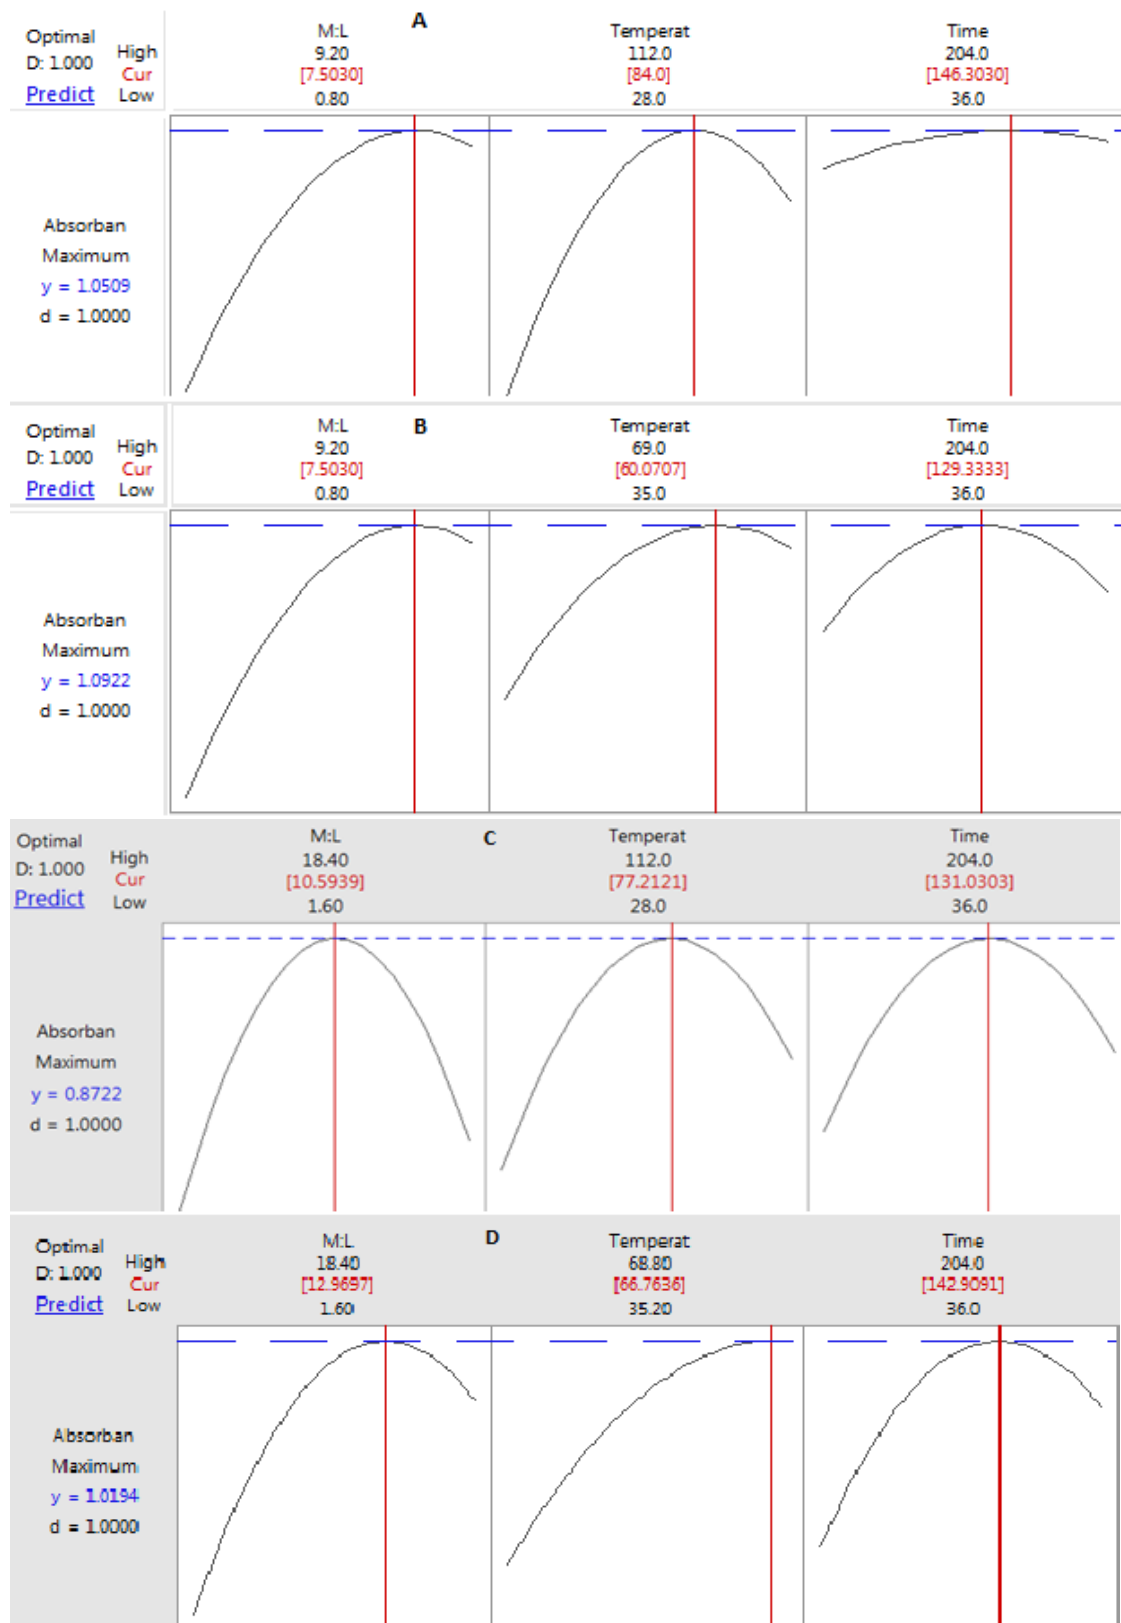 A
Optimal
D: 1.000
Predict
High
Cur
Low
M:L
9.20
[7.5030]
0.80
Temperat
112.0
[84.0]
28.0
Time
204.0
[146.3030]
36.0
Absorban
Maximum
y = 1.0509
d = 1.0000
B
Optimal
D: 1.000
Predict
High
Cur
Low
M:L
9.20
[7.5030]
0.80
Temperat
69.0
[60.0707]
35.0
Time
204.0
[129.3333]
36.0
Absorban
Maximum
y = 1.0922
d = 1.0000
C
Optimal
D: 1.000
Predict
High
Cur
Low
M:L
18.40
[10.5939]
1.60
Temperat
112.0
[77.2121]
28.0
Time
204.0
[131.0303]
36.0
Absorban
Maximum
y = 0.8722
d = 1.0000
D
Optimal
D: 1.000
Predict
High
Cur
Low
M:L
18.40
[12.9697]
1.60
Temperat
68.80
[66.7636]
35.20
Time
204.0
[142.9091]
36.0
Absorban
Maximum
y = 1.0194
d = 1.0000